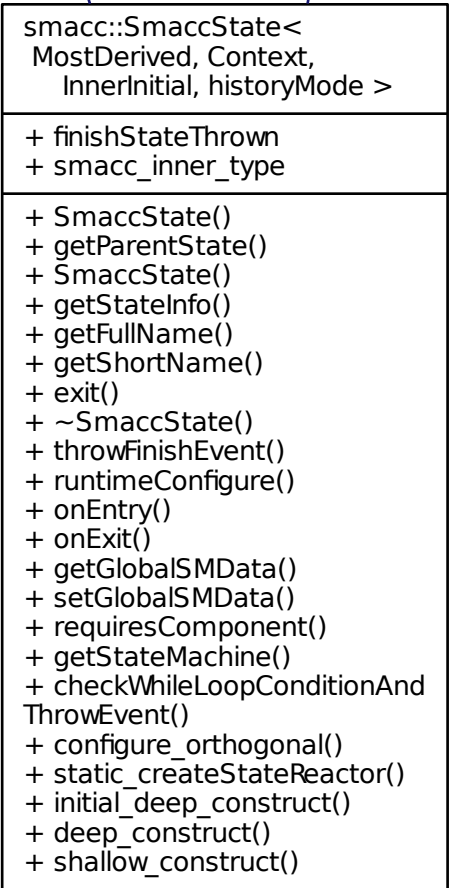 smacc::SmaccState<
MostDerived, Context,
InnerInitial, historyMode >
+ finishStateThrown
+ smacc_inner_type
+ SmaccState()
+ getParentState()
+ SmaccState()
+ getStateInfo()
+ getFullName()
+ getShortName()
+ exit()
+ ~SmaccState()
+ throwFinishEvent()
+ runtimeConfigure()
+ onEntry()
+ onExit()
+ getGlobalSMData()
+ setGlobalSMData()
+ requiresComponent()
+ getStateMachine()
+ checkWhileLoopConditionAnd
ThrowEvent()
+ configure_orthogonal()
+ static_createStateReactor()
+ initial_deep_construct()
+ deep_construct()
+ shallow_construct()